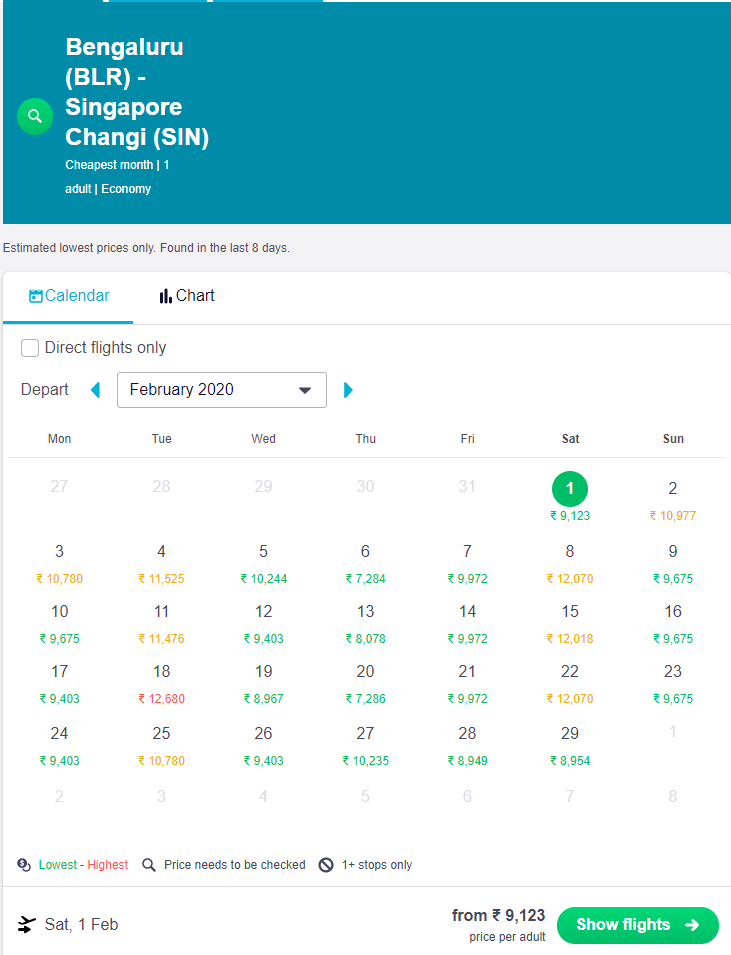 Bengaluru
(BLR) -
Singapore
Changi (SIN)
Cheapest month | 1
adult | Economy
Estimated lowest prices only. Found in the last 8 days.
Calendar Chart
Direct flights only
Depart February 2020
Mon Tue Wed Thu Fri Sat Sun
27 28 29 30 31 1 2
₹ 9,123 ₹ 10,977
3 4 5 6 7 8 9
₹ 10,780 ₹ 11,525 ₹ 10,244 ₹ 7,284 ₹ 9,972 ₹ 12,070 ₹ 9,675
10 11 12 13 14 15 16
₹ 9,675 ₹ 11,476 ₹ 9,403 ₹ 8,078 ₹ 9,972 ₹ 12,018 ₹ 9,675
17 18 19 20 21 22 23
₹ 9,403 ₹ 12,680 ₹ 8,967 ₹ 7,286 ₹ 9,972 ₹ 12,070 ₹ 9,675
24 25 26 27 28 29 1
₹ 9,403 ₹ 10,780 ₹ 9,403 ₹ 10,235 ₹ 8,949 ₹ 8,954
2 3 4 5 6 7 8
Lowest - Highest Price needs to be checked 1+ stops only
Sat, 1 Feb from ₹ 9,123 Show flights
price per adult